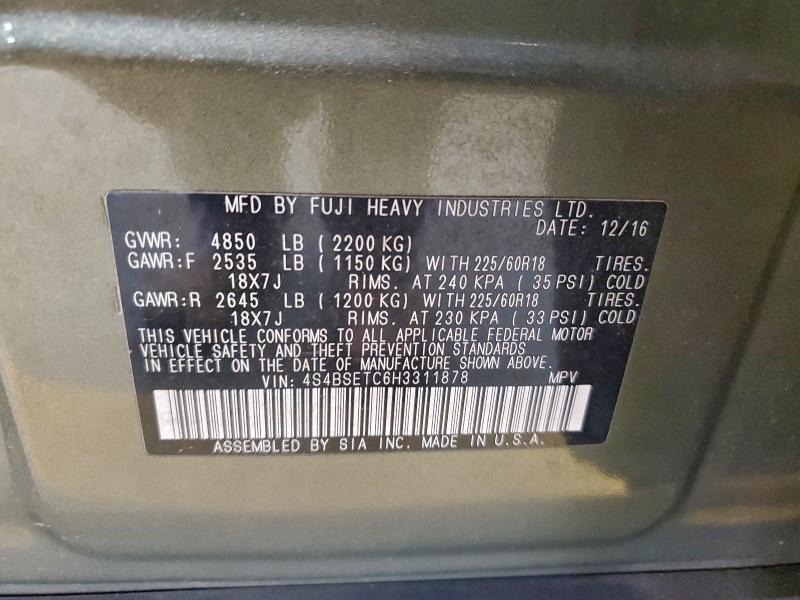 MFD BY FUJI HEAVY INDUSTRIES LTD.
DATE: 12/16
GVWR: 4850 LB ( 2200 KG)
GAWR:F 2535 LB ( 1150 KG) WITH 225/60R18 TIRES.
18X7J RIMS. AT 240 KPA ( 35 PSI) COLD
GAWR:R 2645 LB ( 1200 KG) WITH 225/60R18 TIRES.
18X7J RIMS. AT 230 KPA ( 33 PSI) COLD
THIS VEHICLE CONFORMS TO ALL APPLICABLE FEDERAL MOTOR
VEHICLE SAFETY AND THEFT PREVENTION STANDARDS
IN EFFECT ON THE DATE OF MANUFACTURE SHOWN ABOVE.
VIN: 4S4BSETC6H3311878 MPV
ASSEMBLED BY SIA INC. MADE IN U.S.A.